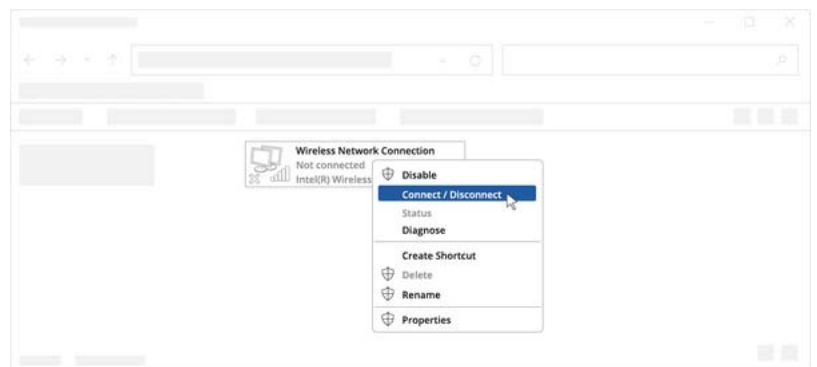 Wireless Network Connection
Not connected
Intel(R) Wireless
Disable
Connect / Disconnect
Status
Diagnose
Create Shortcut
Delete
Rename
Properties